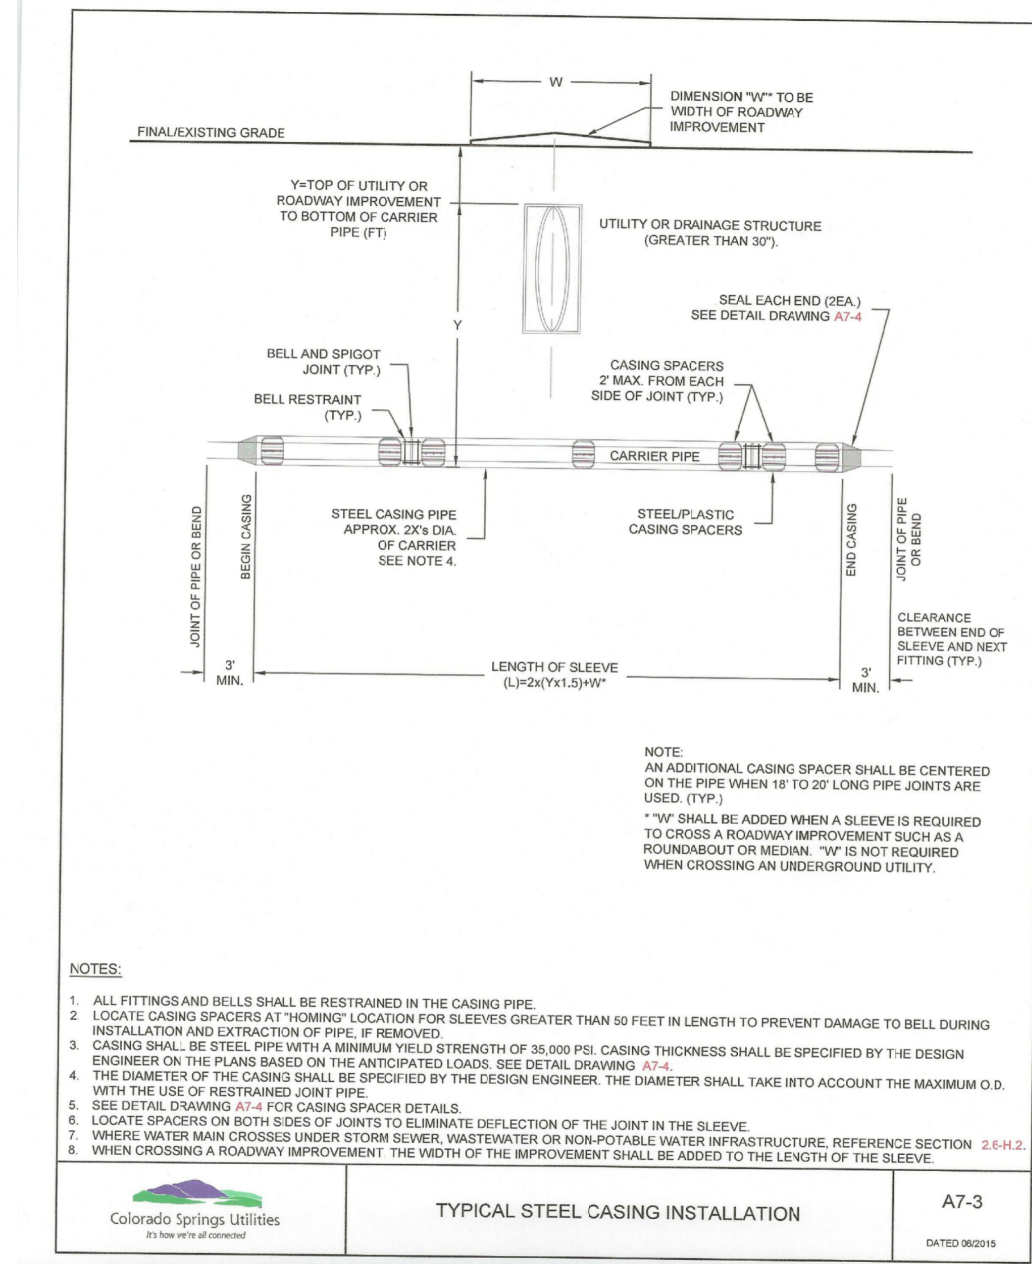 W
DIMENSION "W"* TO BE
WIDTH OF ROADWAY
IMPROVEMENT
FINAL/EXISTING GRADE
Y=TOP OF UTILITY OR
ROADWAY IMPROVEMENT
TO BOTTOM OF CARRIER
PIPE (FT)
UTILITY OR DRAINAGE STRUCTURE
(GREATER THAN 30").
SEAL EACH END (2EA.)
SEE DETAIL DRAWING A7-4
Y
BELL AND SPIGOT
JOINT (TYP.)
CASING SPACERS
2' MAX. FROM EACH
SIDE OF JOINT (TYP.)
BELL RESTRAINT
(TYP.)
CARRIER PIPE
STEEL CASING PIPE
APPROX. 2X's DIA.
OF CARRIER
SEE NOTE 4.
STEEL/PLASTIC
CASING SPACERS
JOINT OF PIPE OR BEND
BEGIN CASING
END CASING
JOINT OF PIPE
OR BEND
CLEARANCE
BETWEEN END OF
SLEEVE AND NEXT
FITTING (TYP.)
3'
MIN.
LENGTH OF SLEEVE
(L)=2x(Yx1.5)+W*
3'
MIN.
NOTE:
AN ADDITIONAL CASING SPACER SHALL BE CENTERED
ON THE PIPE WHEN 18' TO 20' LONG PIPE JOINTS ARE
USED. (TYP.)
* "W" SHALL BE ADDED WHEN A SLEEVE IS REQUIRED
TO CROSS A ROADWAY IMPROVEMENT SUCH AS A
ROUNDABOUT OR MEDIAN. "W" IS NOT REQUIRED
WHEN CROSSING AN UNDERGROUND UTILITY.
NOTES:
1. ALL FITTINGS AND BELLS SHALL BE RESTRAINED IN THE CASING PIPE.
2. LOCATE CASING SPACERS AT "HOMING" LOCATION FOR SLEEVES GREATER THAN 50 FEET IN LENGTH TO PREVENT DAMAGE TO BELL DURING
INSTALLATION AND EXTRACTION OF PIPE, IF REMOVED.
3. CASING SHALL BE STEEL PIPE WITH A MINIMUM YIELD STRENGTH OF 35,000 PSI. CASING THICKNESS SHALL BE SPECIFIED BY THE DESIGN
ENGINEER ON THE PLANS BASED ON THE ANTICIPATED LOADS. SEE DETAIL DRAWING A7-4.
4. THE DIAMETER OF THE CASING SHALL BE SPECIFIED BY THE DESIGN ENGINEER. THE DIAMETER SHALL TAKE INTO ACCOUNT THE MAXIMUM O.D.
WITH THE USE OF RESTRAINED JOINT PIPE.
5. SEE DETAIL DRAWING A7-4 FOR CASING SPACER DETAILS.
6. LOCATE SPACERS ON BOTH SIDES OF JOINTS TO ELIMINATE DEFLECTION OF THE JOINT IN THE SLEEVE.
7. WHERE WATER MAIN CROSSES UNDER STORM SEWER, WASTEWATER OR NON-POTABLE WATER INFRASTRUCTURE, REFERENCE SECTION 2.6-H.2.
8. WHEN CROSSING A ROADWAY IMPROVEMENT THE WIDTH OF THE IMPROVEMENT SHALL BE ADDED TO THE LENGTH OF THE SLEEVE.
Colorado Springs Utilities
It's how we're all connected
TYPICAL STEEL CASING INSTALLATION
A7-3
DATED 06/2015